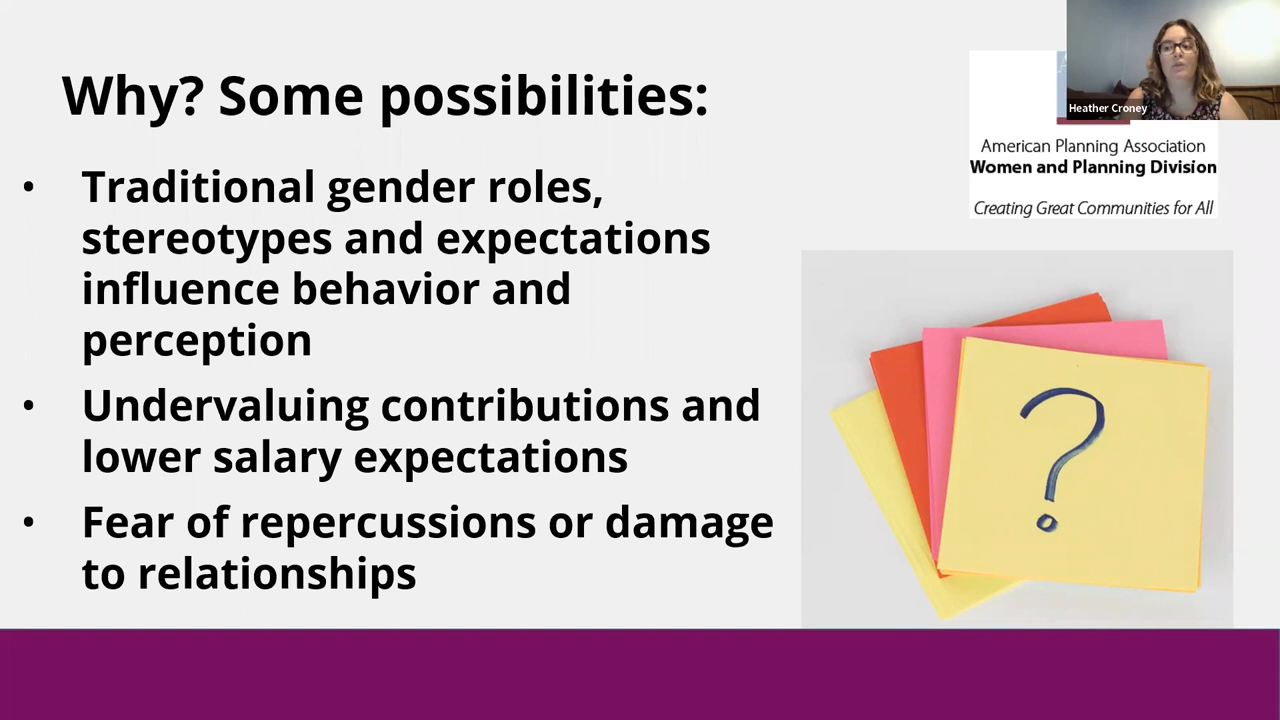 Why? Some possibilities:
• Traditional gender roles,
stereotypes and expectations
influence behavior and
perception
• Undervaluing contributions and
lower salary expectations
• Fear of repercussions or damage
to relationships
Heather Croney
American Planning Association
Women and Planning Division
Creating Great Communities for All
?